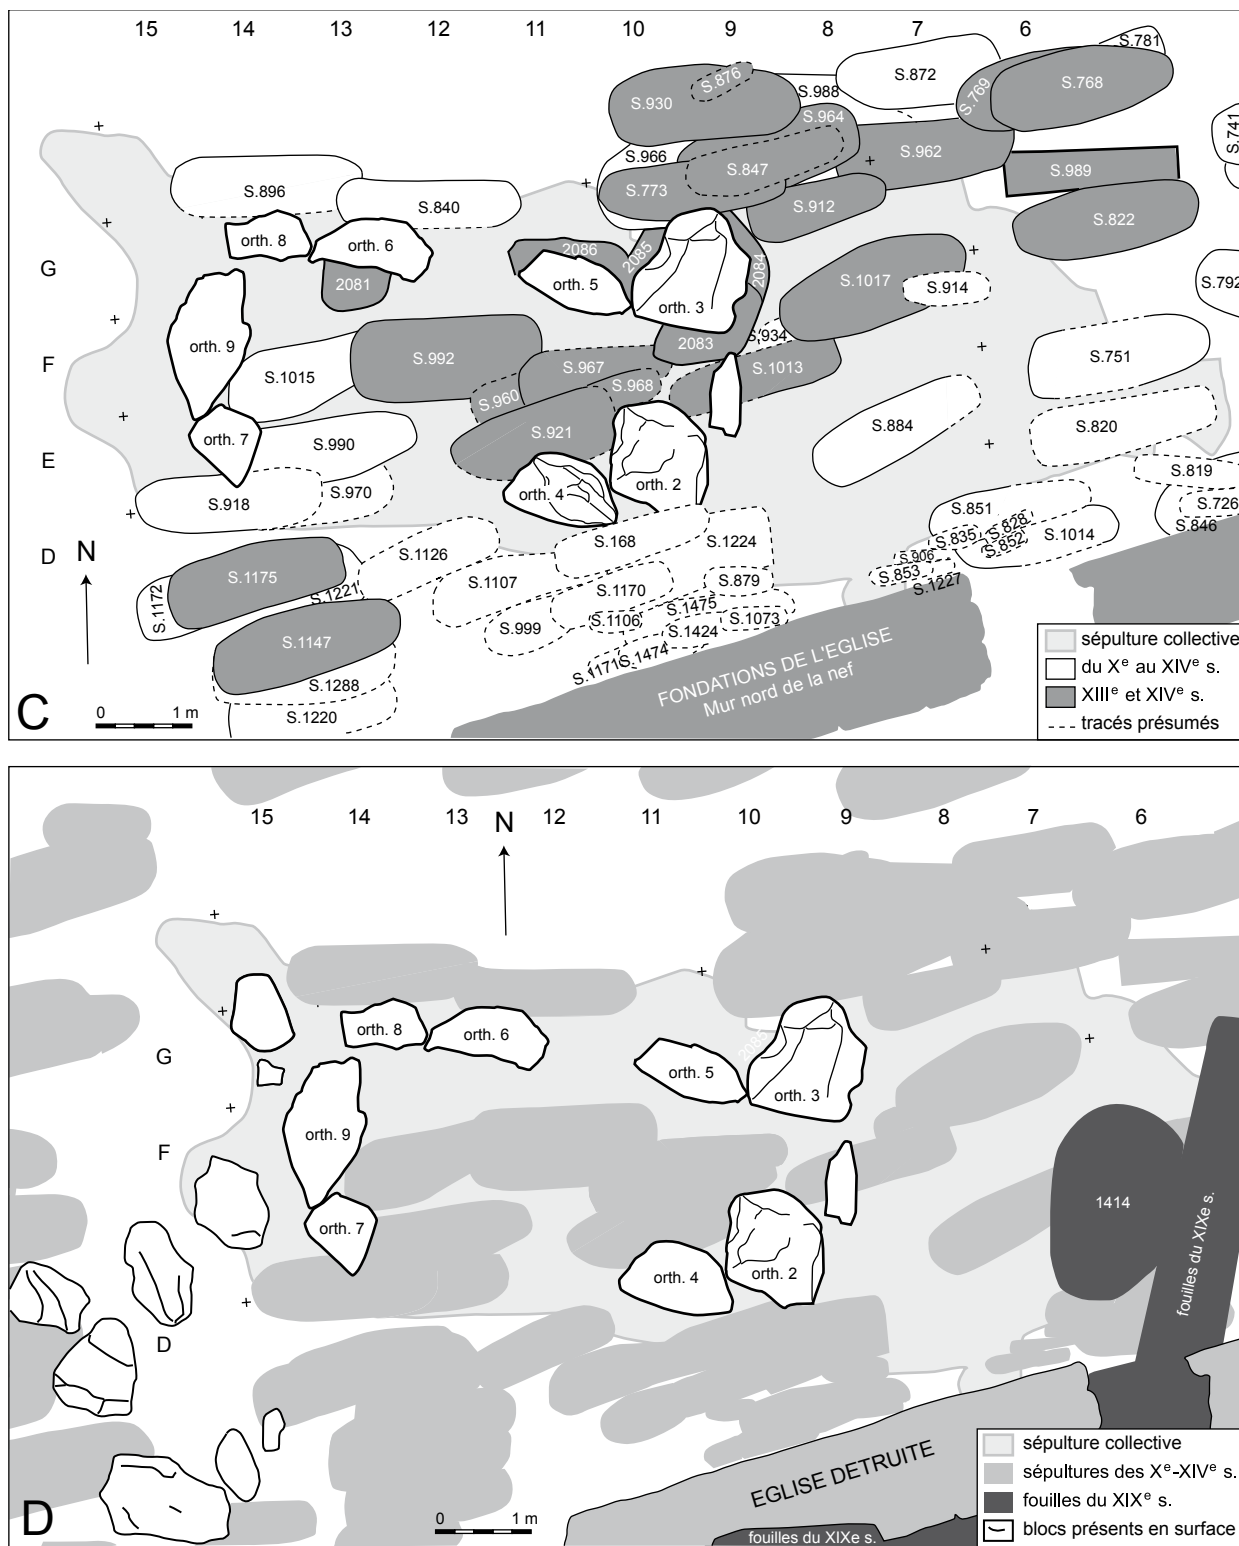 15 14 13 12 11 10 9 8 7 6
S.781
S.872
S.876
S.988
S.930
S.769
S.768
S.964
S.741
S.966
S.962
S.847
S.989
S.896
S.773
S.840
S.912
S.822
orth. 8
orth. 6
2086
2085
2084
G
2081
orth. 5
orth. 3
S.1017
S.914
S.792
orth. 9
S.992
2083
S.934
F
S.1015
S.967
S.1013
S.751
S.960
S.968
orth. 7
S.990
S.921
S.884
S.820
E
S.918
S.970
orth. 4
orth. 2
S.819
S.851
S.726
S.828
S.846
D
N
S.1126
S.168
S.1224
S.835
S.852
S.1014
S.906
S.1175
S.1107
S.1170
S.879
S.853
S.1227
S.1172
S.1221
S.1475
S.1106
S.1073
S.999
S.1424
S.1147
S.1474
S.1171
S.1288
S.1220
FONDATIONS DE L'EGLISE
Mur nord de la nef
C
0 1 m
sépulture collective
du Xe au XIVe s.
XIIIe et XIVe s.
tracés présumés
15 14 13 N 12 11 10 9 8 7 6
G
orth. 8
orth. 6
2085
orth. 5
orth. 3
F
orth. 9
orth. 7
1414
fouilles du XIXe s.
orth. 4
orth. 2
D
EGLISE DETRUITE
fouilles du XIXe s.
D
0 1 m
sépulture collective
sépultures des Xe-XIVe s.
fouilles du XIXe s.
blocs présents en surface